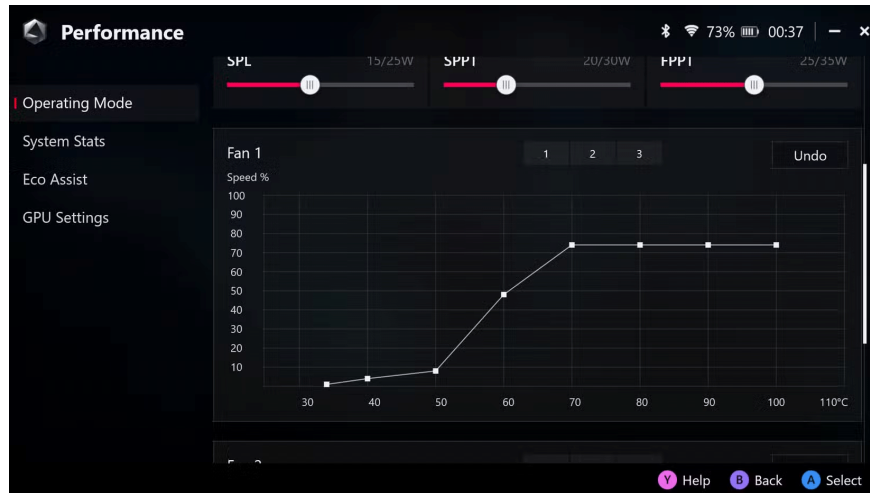 Performance
73% 00:37
Operating Mode
System Stats
Eco Assist
GPU Settings
SPL 15/25W SPPT 20/30W FPPT 25/35W
Fan 1 1 2 3 Undo
Speed %
100
90
80
70
60
50
40
30
20
10
30 40 50 60 70 80 90 100 110°C
Y Help B Back A Select